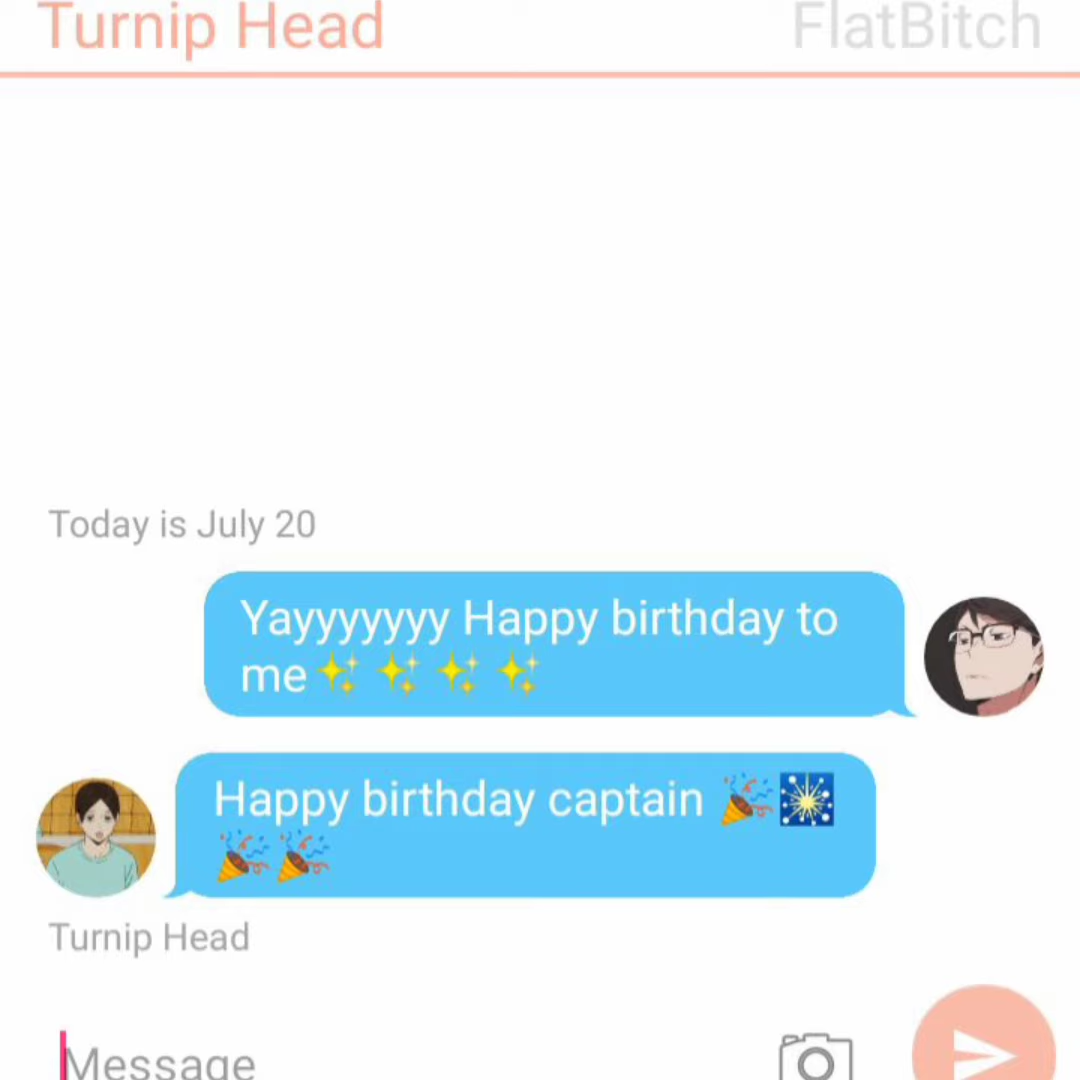 Turnip Head
FlatBitch
Today is July 20
Yayyyyyyy Happy birthday to
me✨ ✨ ✨ ✨
Happy birthday captain 🎉🎆
🎉🎉
Turnip Head
Message